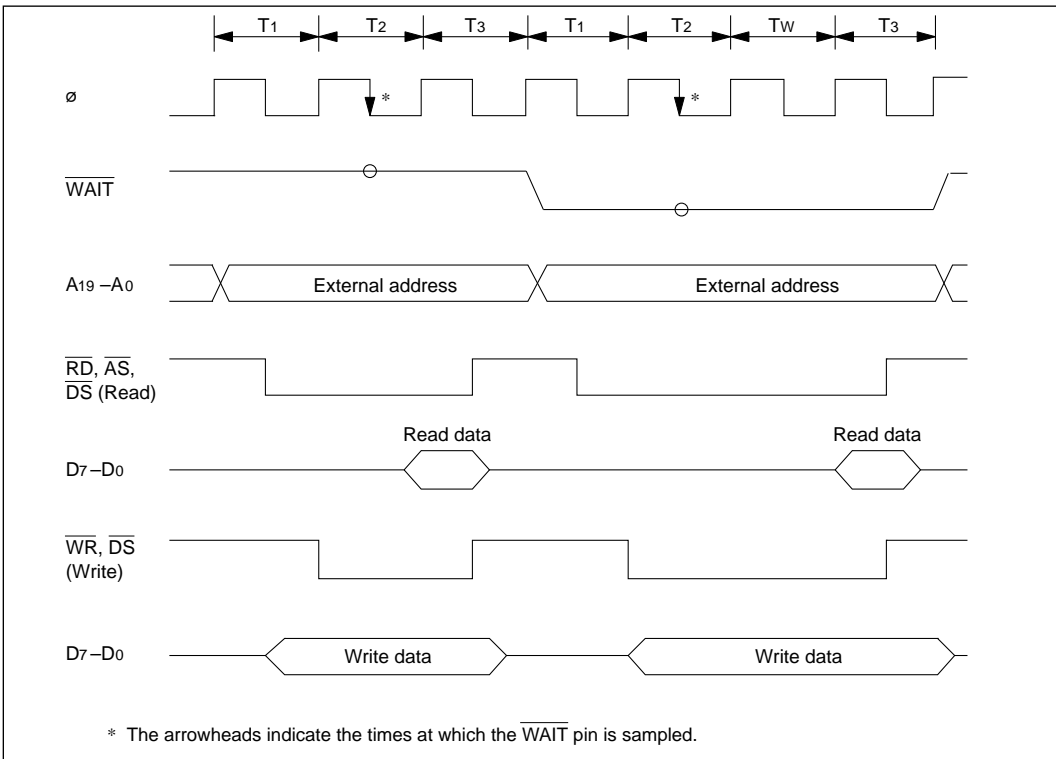 T1 T2 T3 T1 T2 TW T3
ø
* *
WAIT
A19 –A0 External address External address
RD, AS,
DS (Read)
Read data Read data
D7–D0
WR, DS
(Write)
D7–D0 Write data Write data
* The arrowheads indicate the times at which the WAIT pin is sampled.